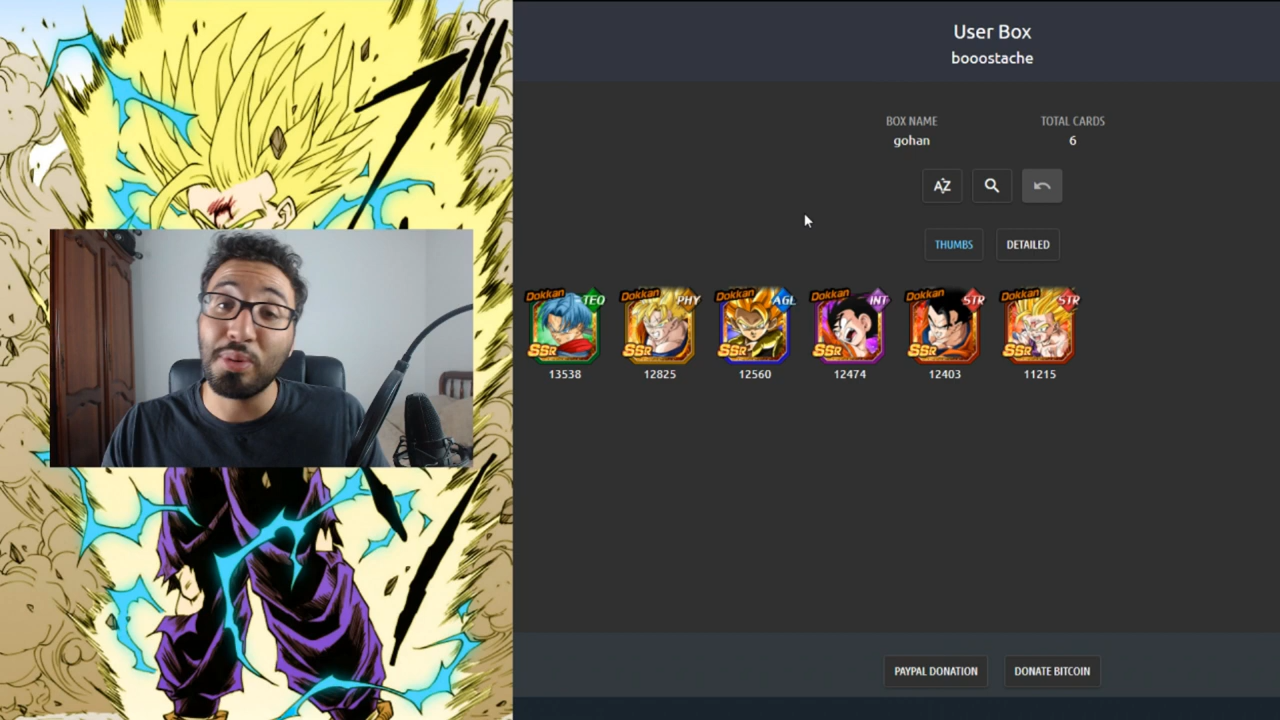 User Box
booostache
BOX NAME
TOTAL CARDS
gohan
6
AZ
THUMBS
DETAILED
Dokkan TEQ SSR
Dokkan PHY SSR
Dokkan AGL SSR
Dokkan INT SSR
Dokkan STR SSR
Dokkan STR SSR
13538
12825
12560
12474
12403
11215
PAYPAL DONATION
DONATE BITCOIN